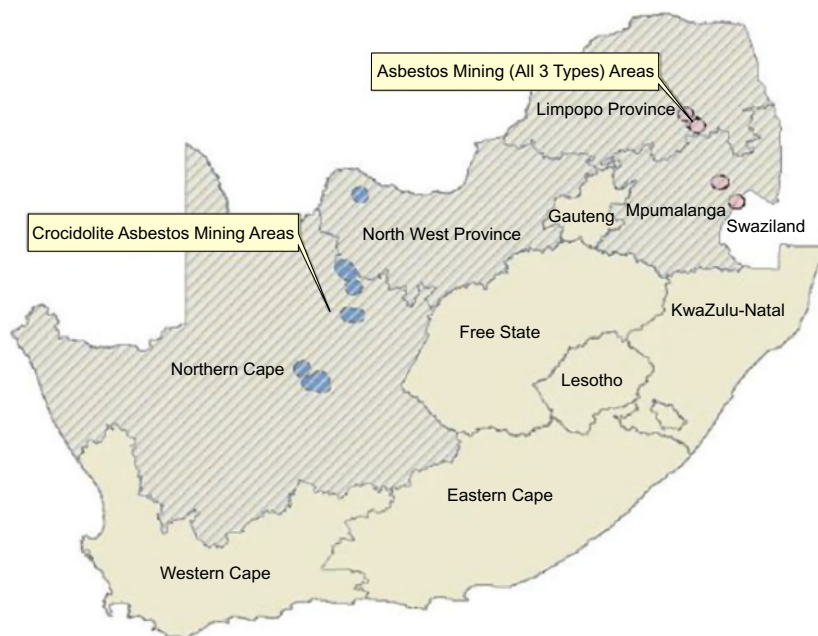 Asbestos Mining (All 3 Types) Areas
Limpopo Province
Gauteng
Mpumalanga
Swaziland
Crocidolite Asbestos Mining Areas
North West Province
KwaZulu-Natal
Free State
Northern Cape
Lesotho
Eastern Cape
Western Cape